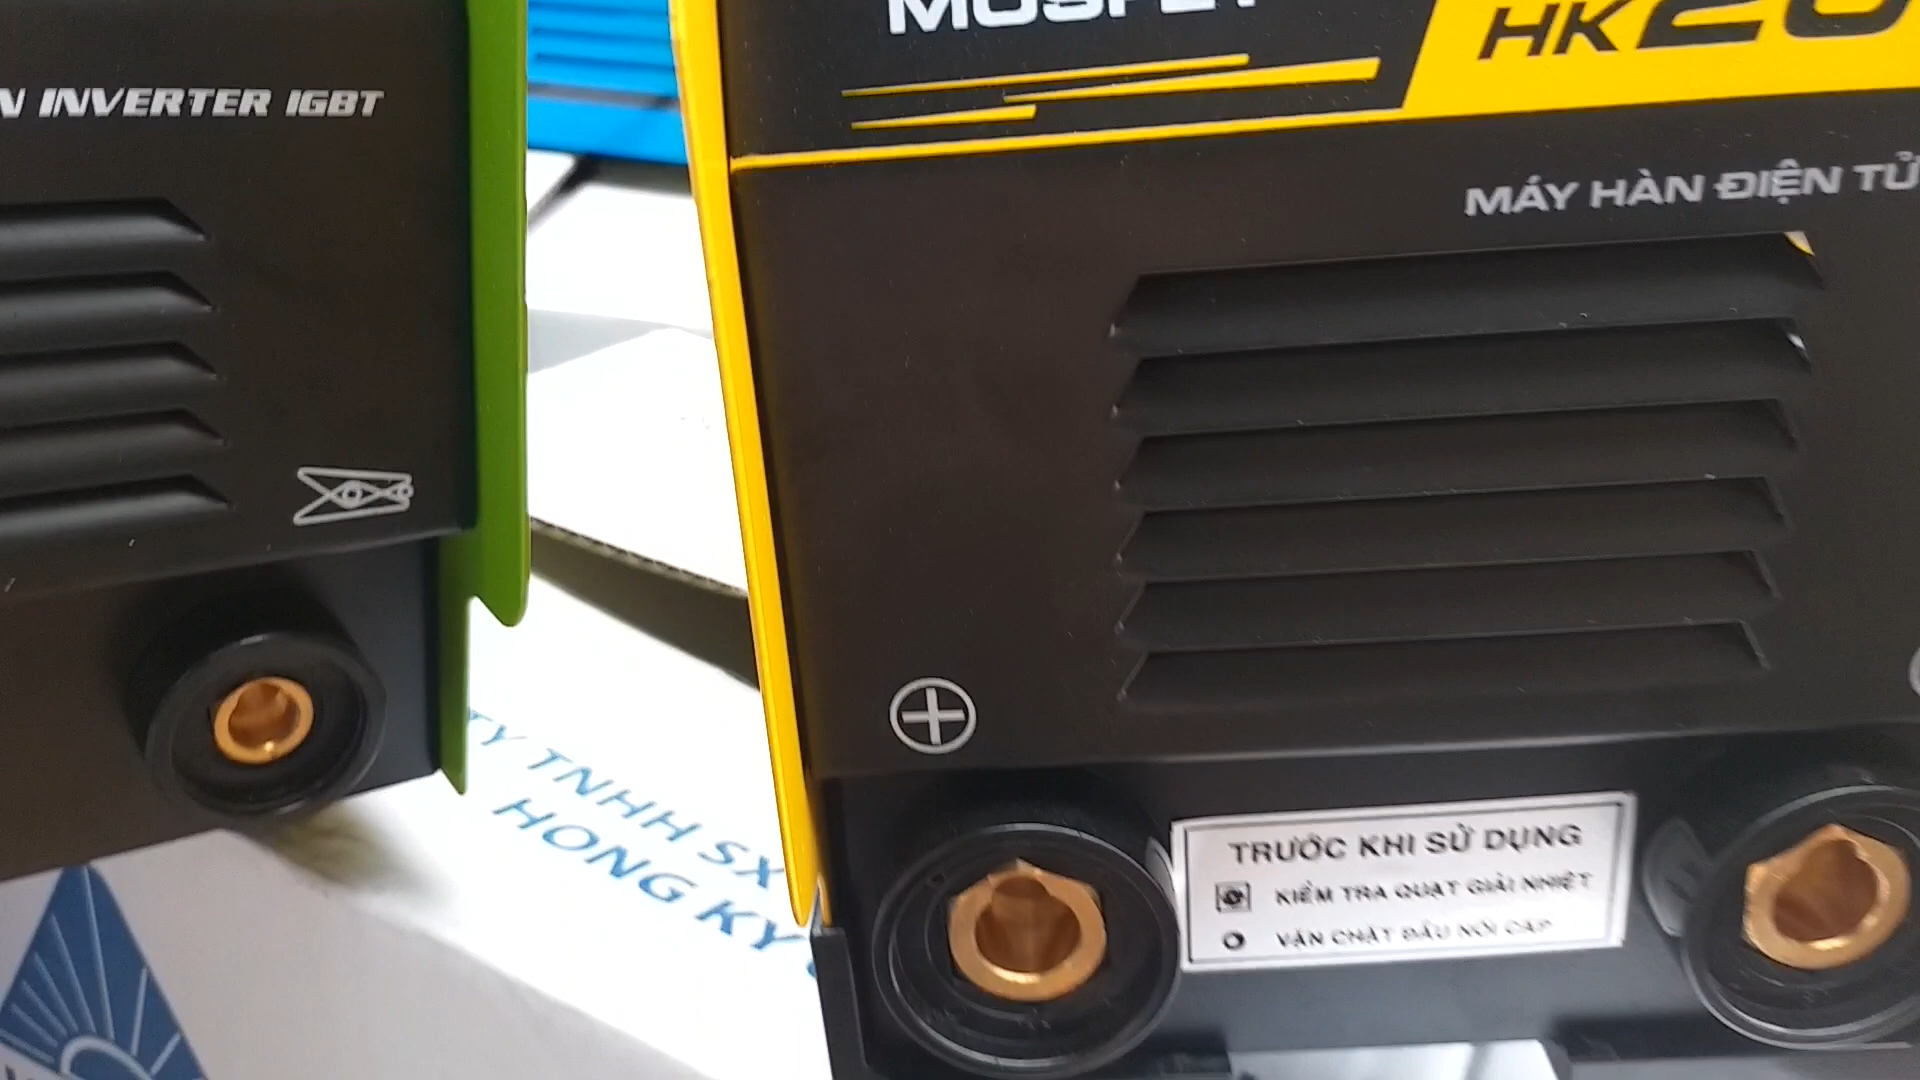 N INVERTER IGBT
MOSFET
HK20
MÁY HÀN ĐIỆN TỬ
TY TNHH SX
HONG KY
TRƯỚC KHI SỬ DỤNG
KIỂM TRA QUẠT GIẢI NHIỆT
VẶN CHẶT ĐẦU NỐI CÁP